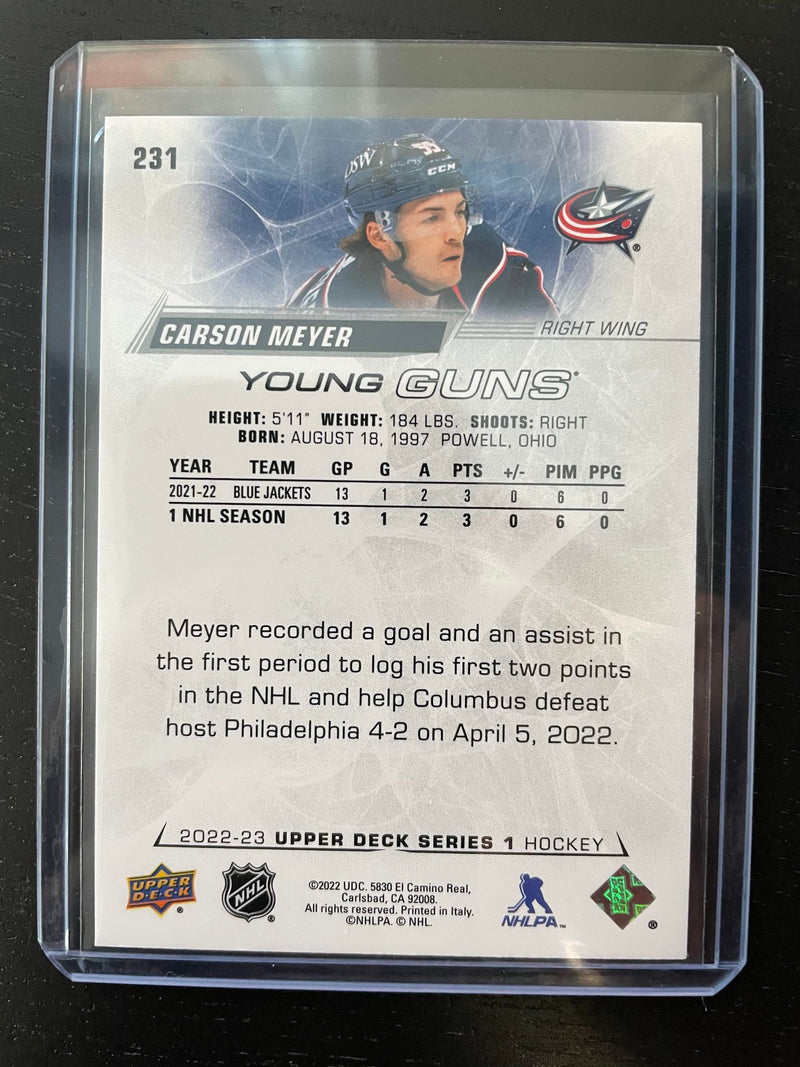 231
CCM
CARSON MEYER
RIGHT WING
YOUNG GUNS
HEIGHT: 5'11" WEIGHT: 184 LBS. SHOOTS: RIGHT
BORN: AUGUST 18, 1997 POWELL, OHIO
YEAR TEAM GP G A PTS +/- PIM PPG
2021-22 BLUE JACKETS 13 1 2 3 0 6 0
1 NHL SEASON 13 1 2 3 0 6 0
Meyer recorded a goal and an assist in
the first period to log his first two points
in the NHL and help Columbus defeat
host Philadelphia 4-2 on April 5, 2022.
2022-23 UPPER DECK SERIES 1 HOCKEY
UPPER DECK ®
NHL ®
©2022 UDC. 5830 El Camino Real,
Carlsbad, CA 92008.
All rights reserved. Printed in Italy.
©NHLPA. © NHL.
NHLPA™